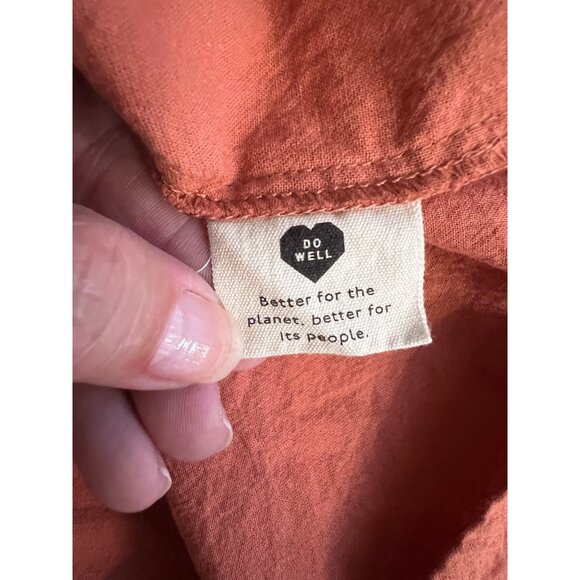 DO
WELL
Better for the
planet, better for
its people.